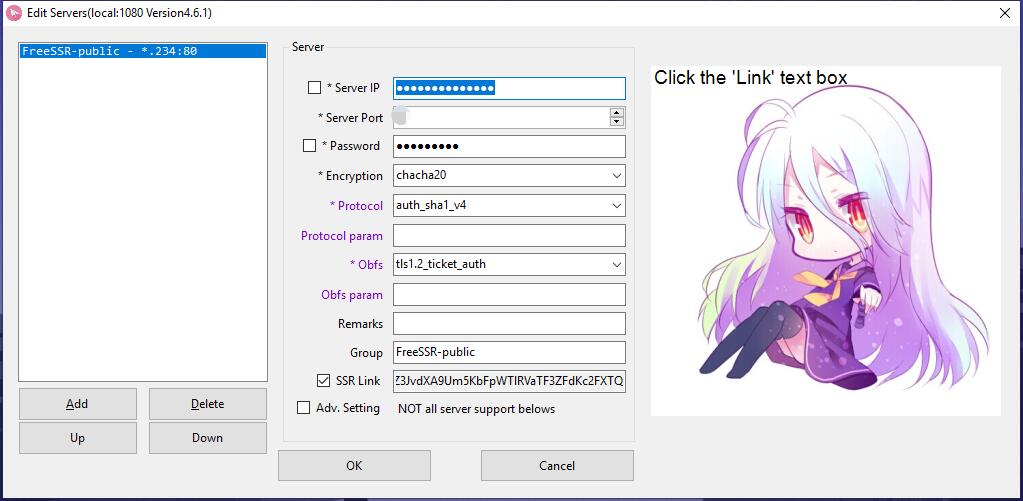 Edit Servers(local:1080 Version4.6.1)
FreeSSR-public - *.234:80
Server
* Server IP
* Server Port
* Password
* Encryption chacha20
* Protocol auth_sha1_v4
Protocol param
* Obfs tls1.2_ticket_auth
Obfs param
Remarks
Group FreeSSR-public
SSR Link
Adv. Setting NOT all server support belows
Add Delete
Up Down
OK Cancel
Click the 'Link' text box